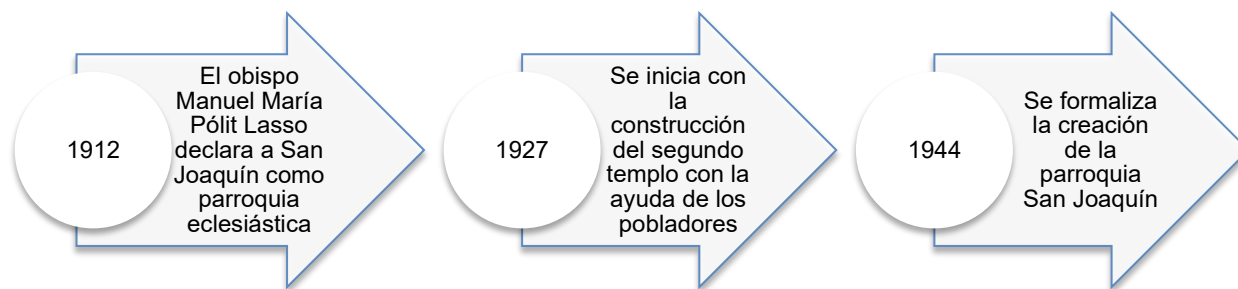 1912
El obispo
Manuel María
Pólit Lasso
declara a San
Joaquín como
parroquia
eclesiástica
1927
Se inicia con
la
construcción
del segundo
templo con la
ayuda de los
pobladores
1944
Se formaliza
la creación
de la
parroquia
San Joaquín